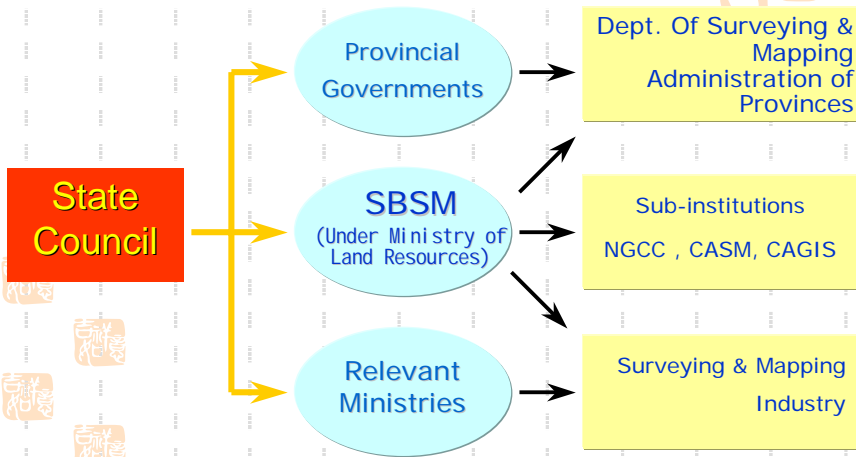 State
Council
Provincial
Governments
SBSM
(Under Ministry of
Land Resources)
Relevant
Ministries
Dept. Of Surveying &
Mapping
Administration of
Provinces
Sub-institutions
NGCC , CASM, CAGIS
Surveying & Mapping
Industry